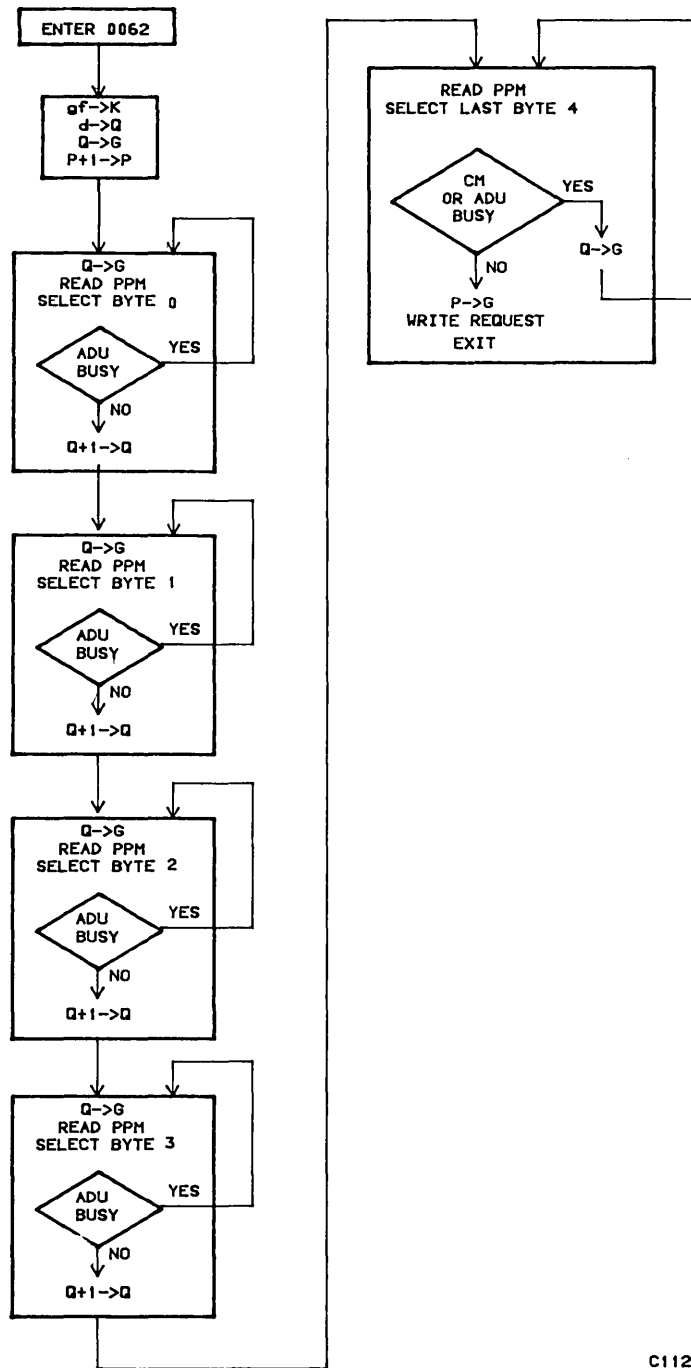 ENTER 0062
gf->K
d->Q
Q->G
P+1->P
Q->G
READ PPM
SELECT BYTE 0
ADU
BUSY
YES
NO
Q+1->Q
Q->G
READ PPM
SELECT BYTE 1
ADU
BUSY
YES
NO
Q+1->Q
Q->G
READ PPM
SELECT BYTE 2
ADU
BUSY
YES
NO
Q+1->Q
Q->G
READ PPM
SELECT BYTE 3
ADU
BUSY
YES
NO
Q+1->Q
READ PPM
SELECT LAST BYTE 4
CM
OR ADU
BUSY
YES
Q->G
NO
P->G
WRITE REQUEST
EXIT
C112